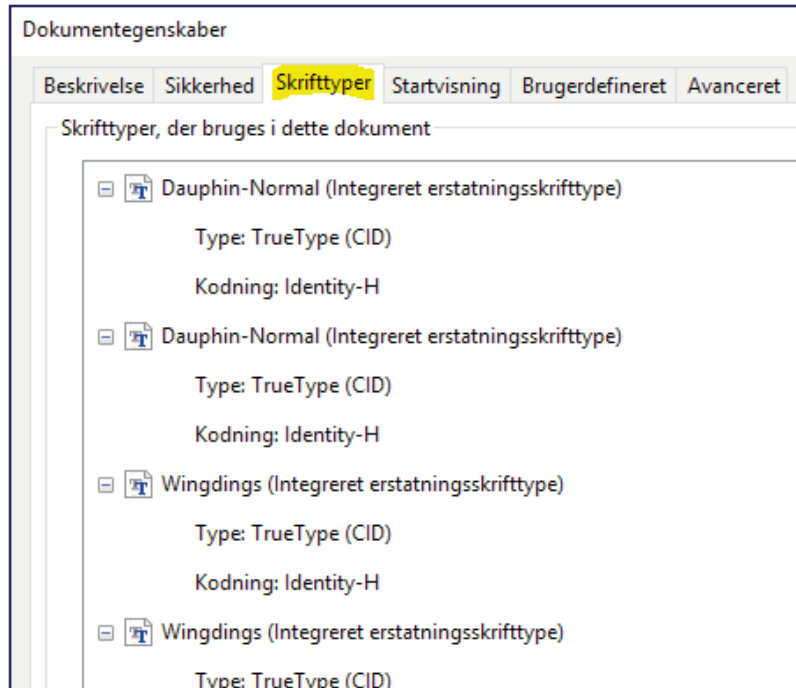 Dokumentegenskaber
Beskrivelse Sikkerhed Skrifttyper Startvisning Brugerdefineret Avanceret
Skrifttyper, der bruges i dette dokument
Dauphin-Normal (Integreret erstatningsskrifttype)
Type: TrueType (CID)
Kodning: Identity-H
Dauphin-Normal (Integreret erstatningsskrifttype)
Type: TrueType (CID)
Kodning: Identity-H
Wingdings (Integreret erstatningsskrifttype)
Type: TrueType (CID)
Kodning: Identity-H
Wingdings (Integreret erstatningsskrifttype)
Type: TrueType (CID)